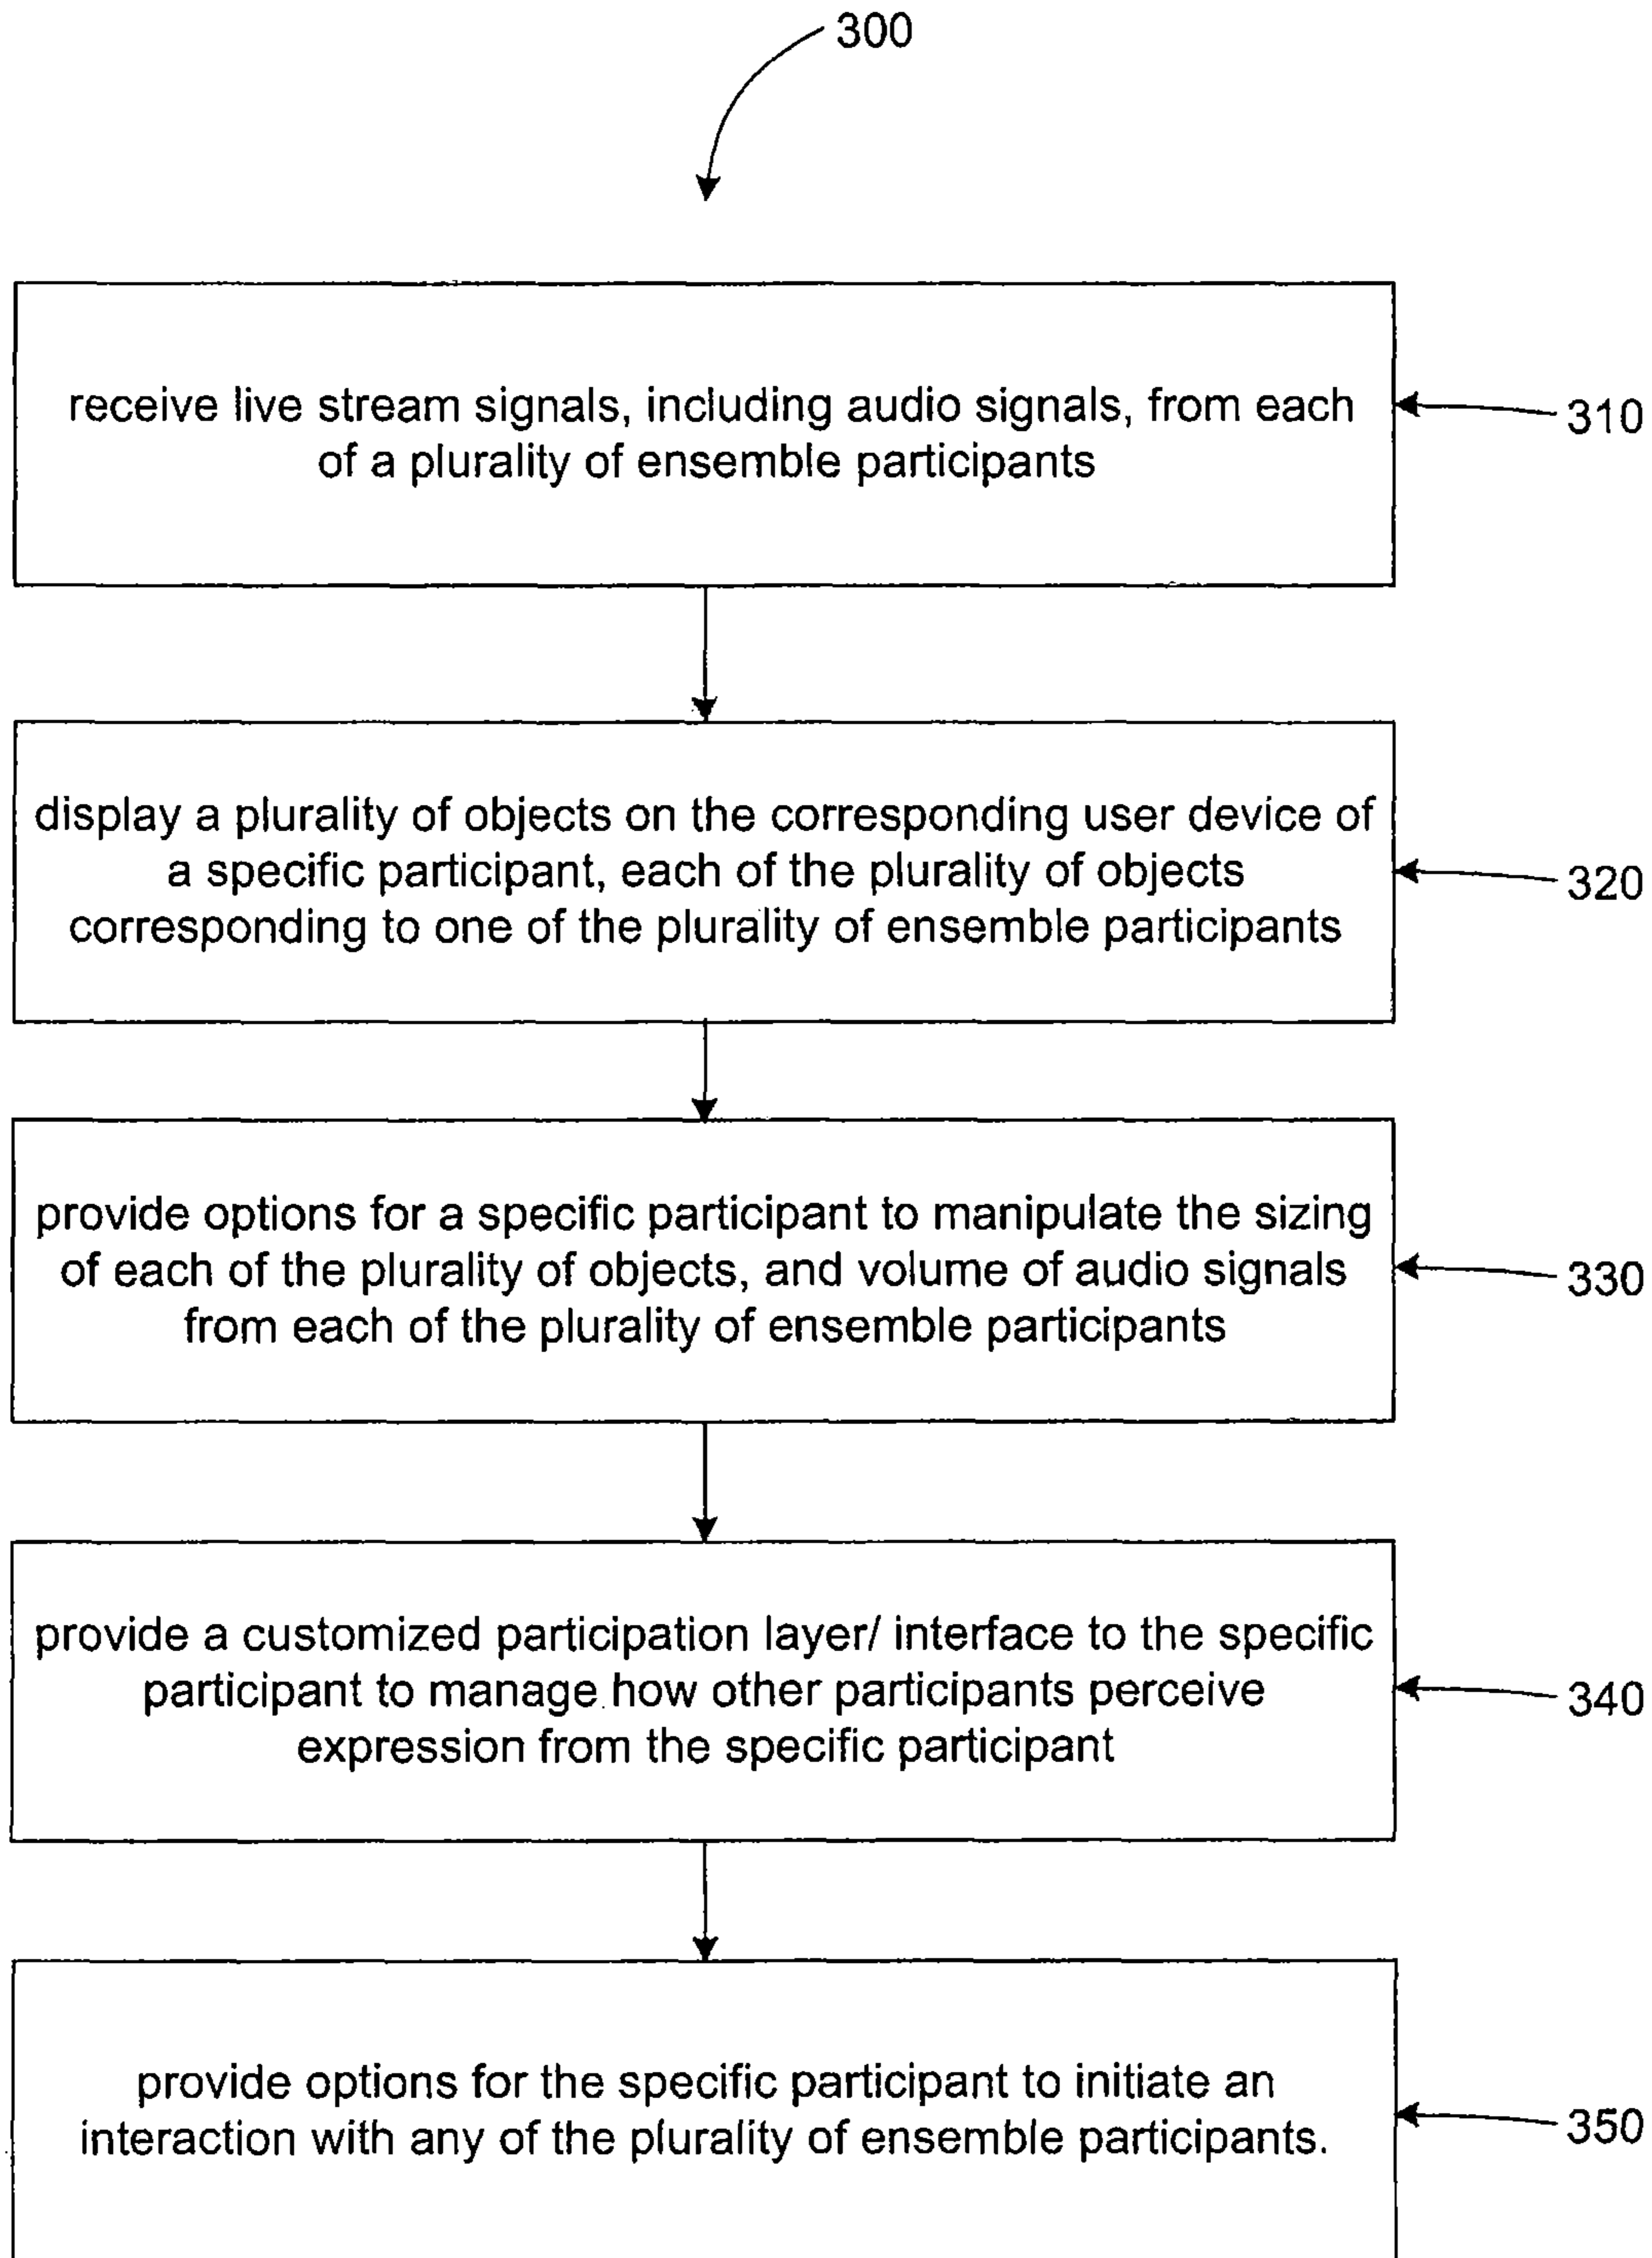 300
receive live stream signals, including audio signals, from each
of a plurality of ensemble participants
310
display a plurality of objects on the corresponding user device of
a specific participant, each of the plurality of objects
corresponding to one of the plurality of ensemble participants
320
provide options for a specific participant to manipulate the sizing
of each of the plurality of objects, and volume of audio signals
from each of the plurality of ensemble participants
330
provide a customized participation layer/ interface to the specific
participant to manage how other participants perceive
expression from the specific participant
340
provide options for the specific participant to initiate an
interaction with any of the plurality of ensemble participants.
350